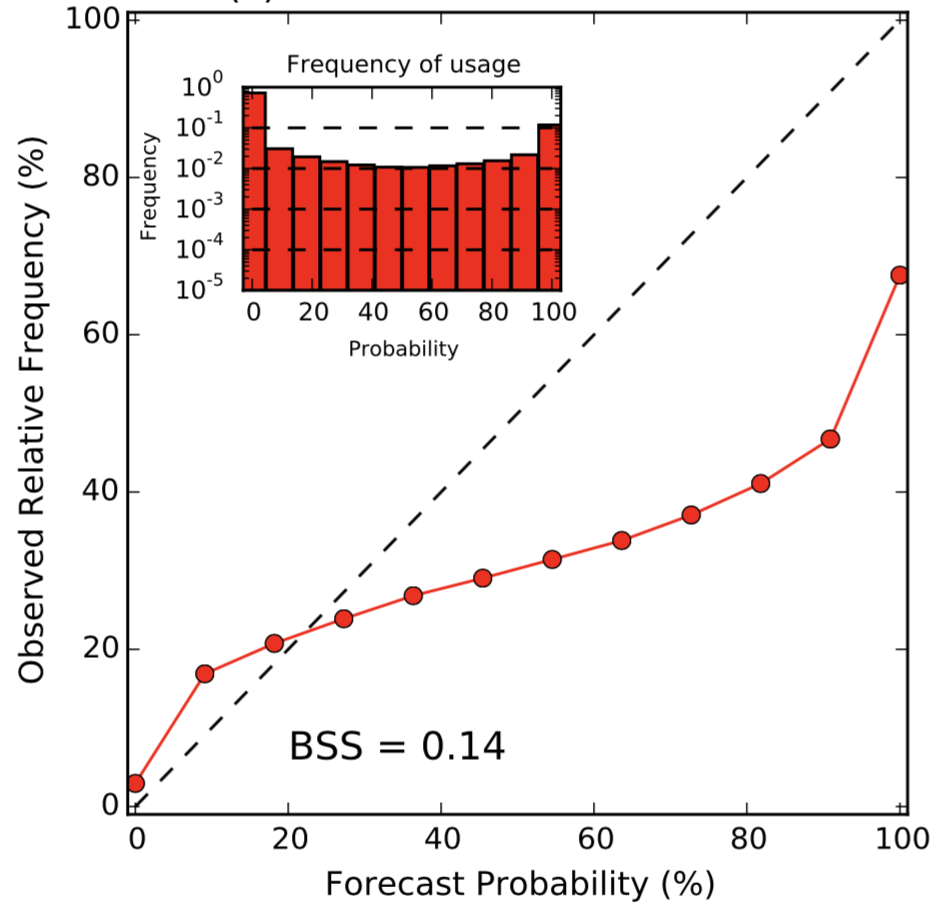 100
80
60
40
20
0
Observed Relative Frequency (%)
Frequency of usage
10^0
10^-1
10^-2
10^-3
10^-4
10^-5
Frequency
0 20 40 60 80 100
Probability
BSS = 0.14
0 20 40 60 80 100
Forecast Probability (%)